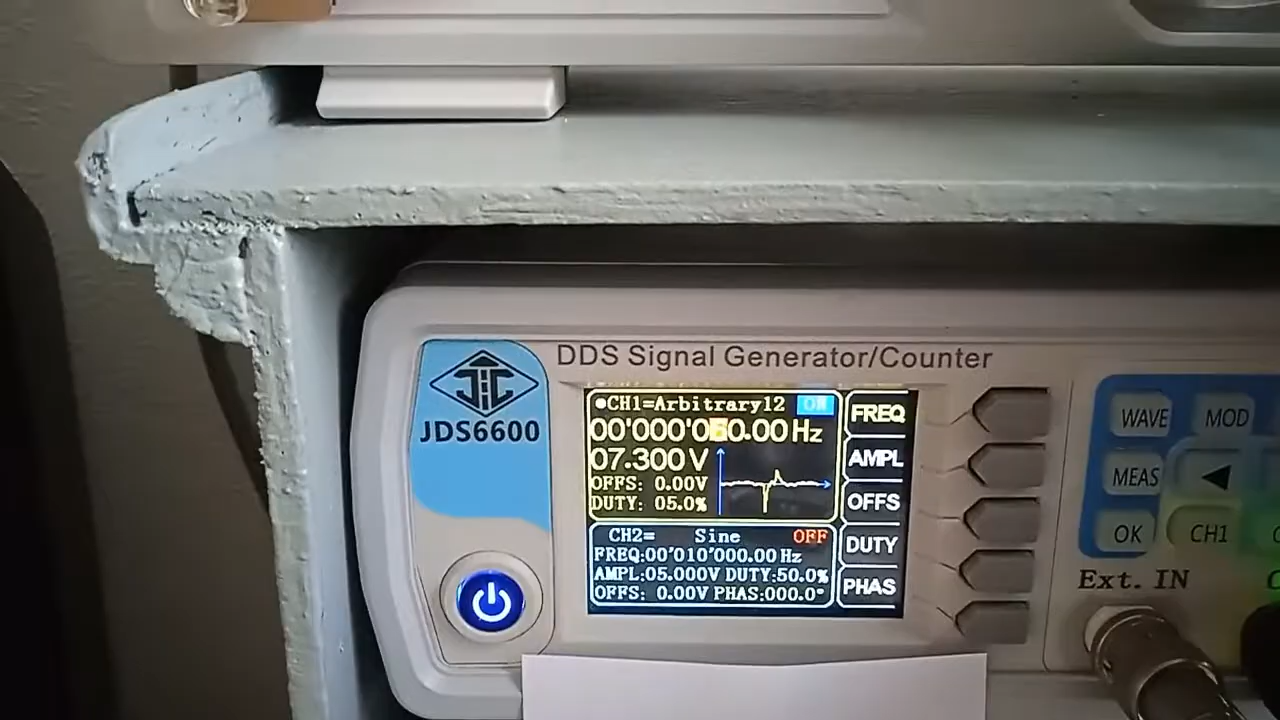 DDS Signal Generator/Counter
JDS6600
●CH1=Arbitrary12 ON
00'000'060.00 Hz
07.300 V
OFFS: 0.00V
DUTY: 05.0%
CH2= Sine OFF
FREQ:00'010'000.00 Hz
AMPL:05.000V DUTY:50.0%
OFFS: 0.00V PHAS:000.0°
FREQ
AMPL
OFFS
DUTY
PHAS
WAVE MOD
MEAS ◀
OK CH1
Ext. IN